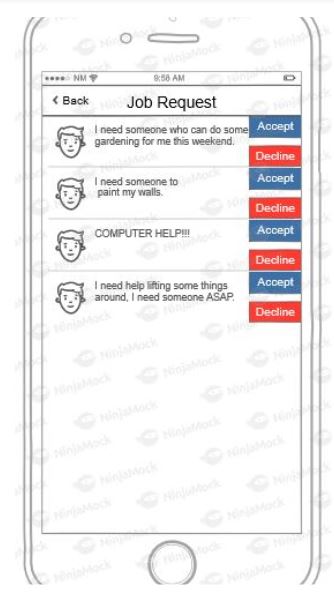 NM 9:56 AM
< Back Job Request
I need someone who can do some
gardening for me this weekend.
Accept
Decline
I need someone to
paint my walls.
Accept
Decline
COMPUTER HELP!!!
Accept
Decline
I need help lifting some things
around, I need someone ASAP.
Accept
Decline
NinjaMock